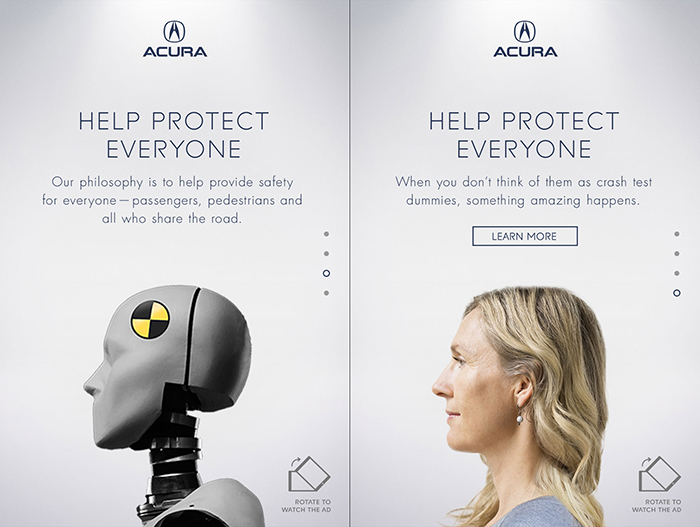 ACURA
HELP PROTECT
EVERYONE
Our philosophy is to help provide safety
for everyone — passengers, pedestrians and
all who share the road.
ROTATE TO
WATCH THE AD
ACURA
HELP PROTECT
EVERYONE
When you don't think of them as crash test
dummies, something amazing happens.
LEARN MORE
ROTATE TO
WATCH THE AD